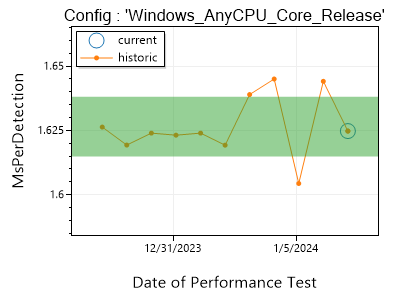 Config : 'Windows_AnyCPU_Core_Release'
current
historic
1.65
1.625
1.6
MsPerDetection
12/31/2023
1/5/2024
Date of Performance Test